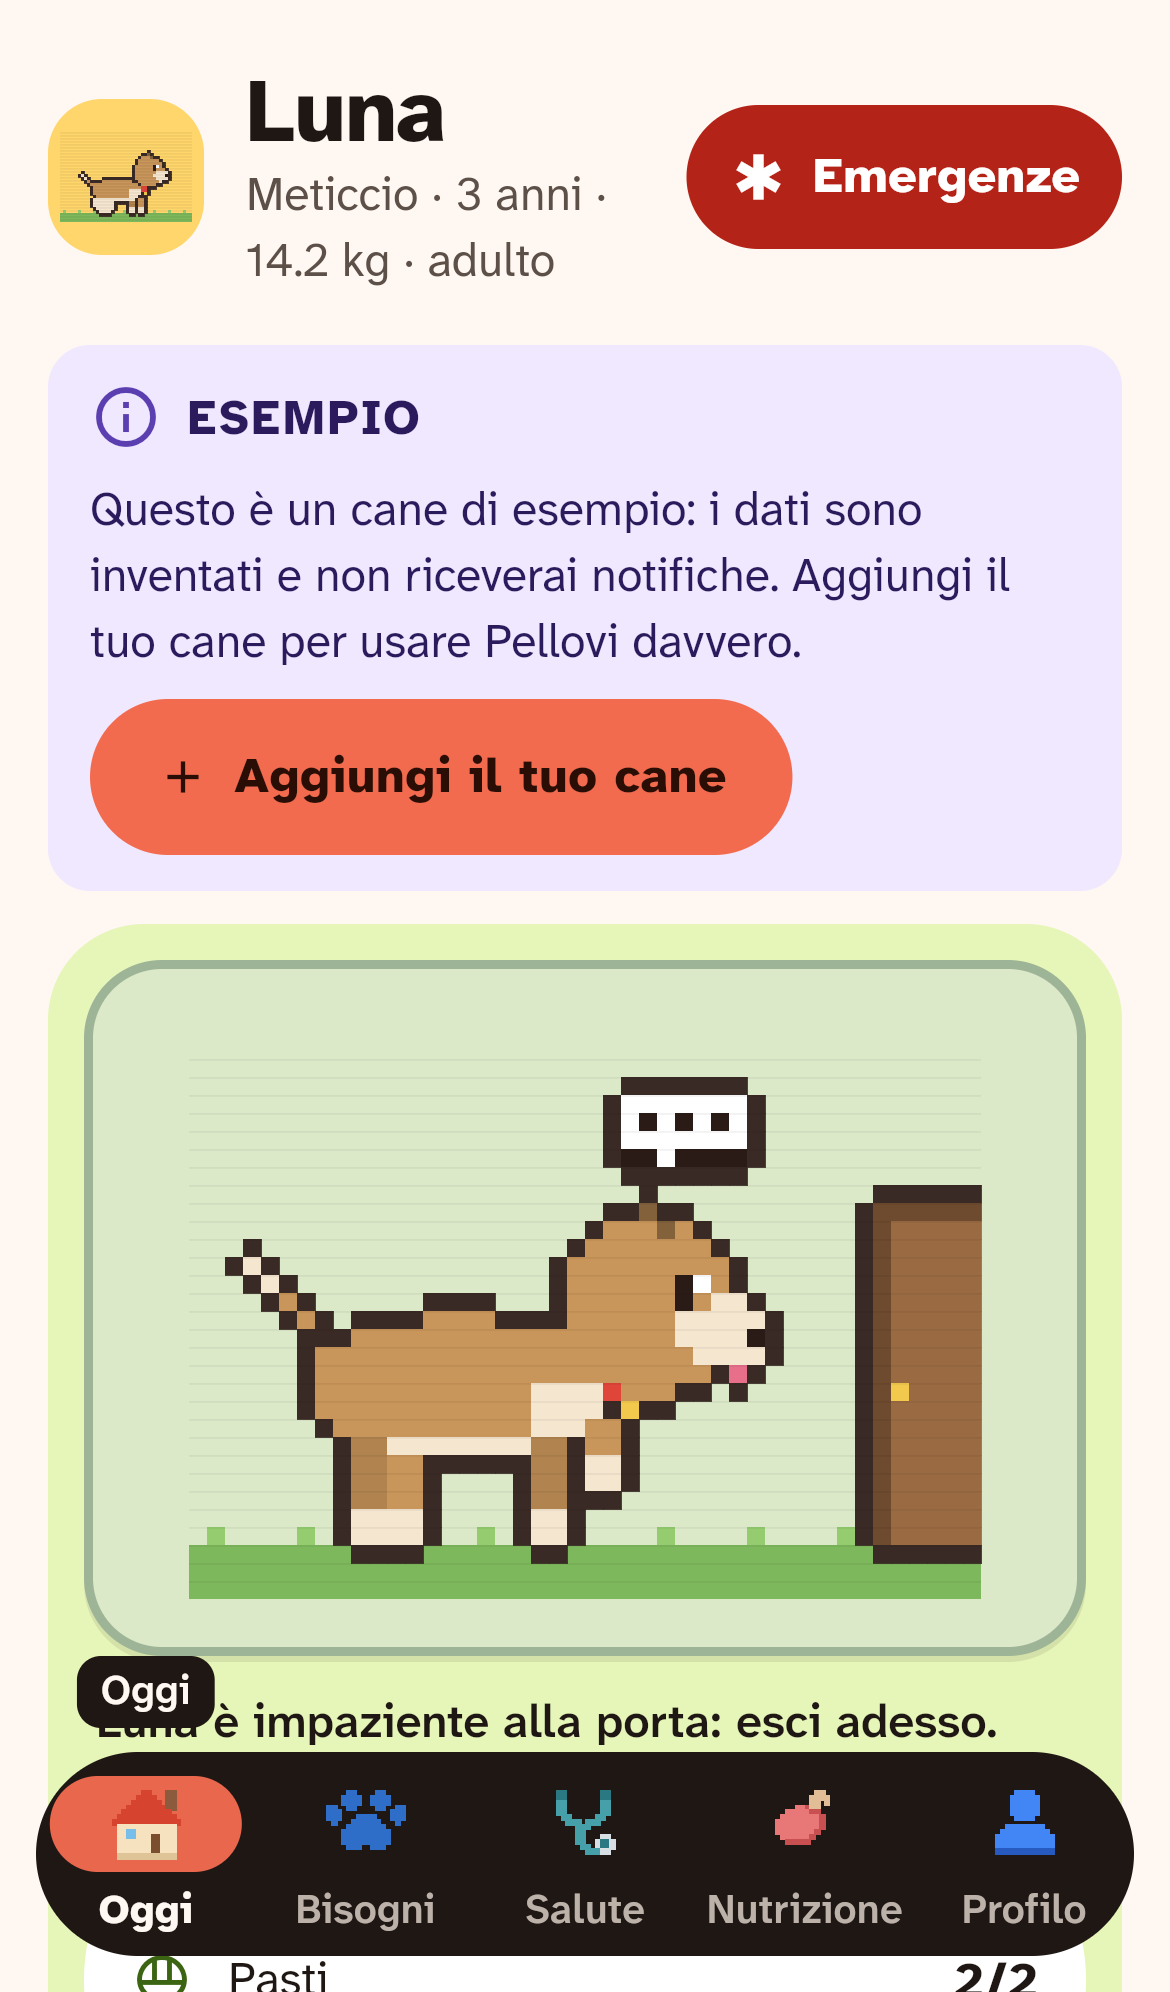 Luna
Meticcio · 3 anni ·
14.2 kg · adulto
Emergenze
ESEMPIO
Questo è un cane di esempio: i dati sono
inventati e non riceverai notifiche. Aggiungi il
tuo cane per usare Pellovi davvero.
+ Aggiungi il tuo cane
Oggi
Luna è impaziente alla porta: esci adesso.
Oggi
Bisogni
Salute
Nutrizione
Profilo
Pasti
2/2